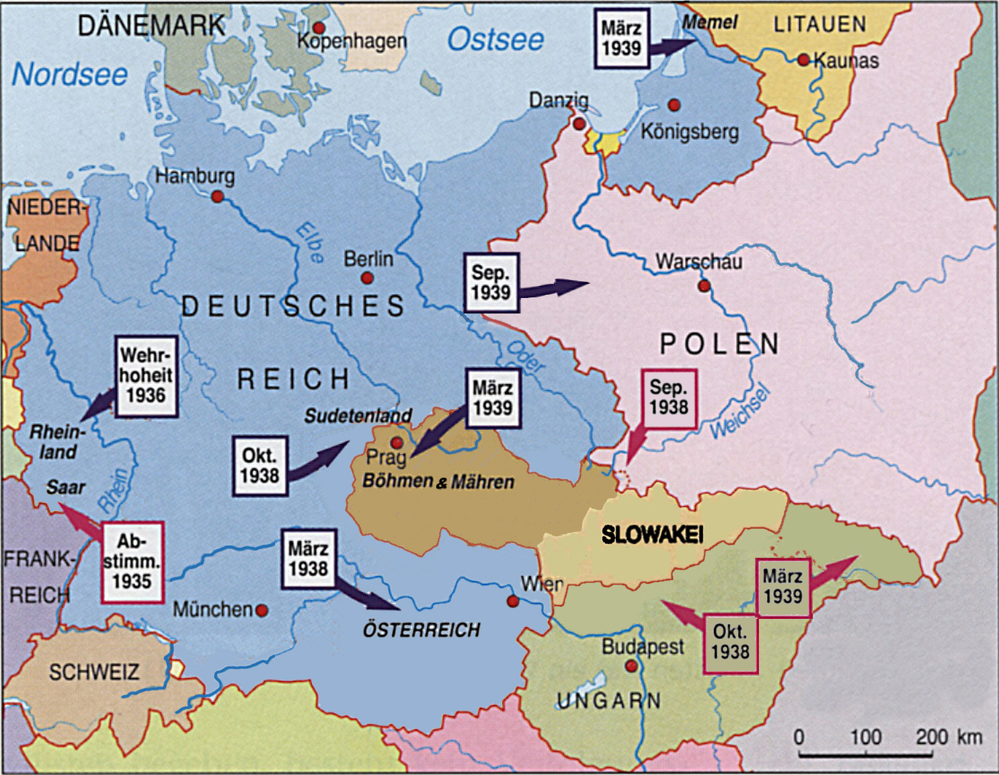 DÄNEMARK
Kopenhagen
Ostsee
März
1939
Memel
LITAUEN
Kaunas
Nordsee
Danzig
Königsberg
Hamburg
NIEDER-
LANDE
Elbe
Berlin
Sep.
1939
Warschau
DEUTSCHES
POLEN
Wehr-
hoheit
1936
Oder
REICH
März
1939
Sep.
1938
Weichsel
Sudetenland
Rhein-
land
Okt.
1938
Prag
Böhmen & Mähren
Saar
Rhein
Ab-
stimm.
1935
SLOWAKEI
FRANK-
REICH
März
1938
Wien
März
1939
München
ÖSTERREICH
Okt.
1938
Budapest
SCHWEIZ
UNGARN
0 100 200 km